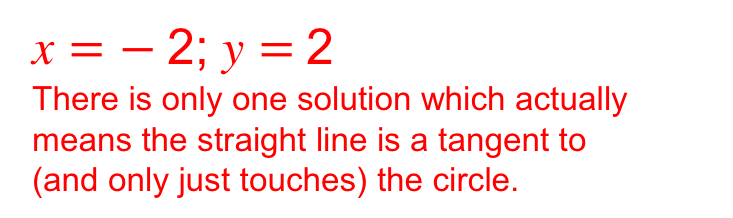 x = – 2; y = 2
There is only one solution which actually
means the straight line is a tangent to
(and only just touches) the circle.